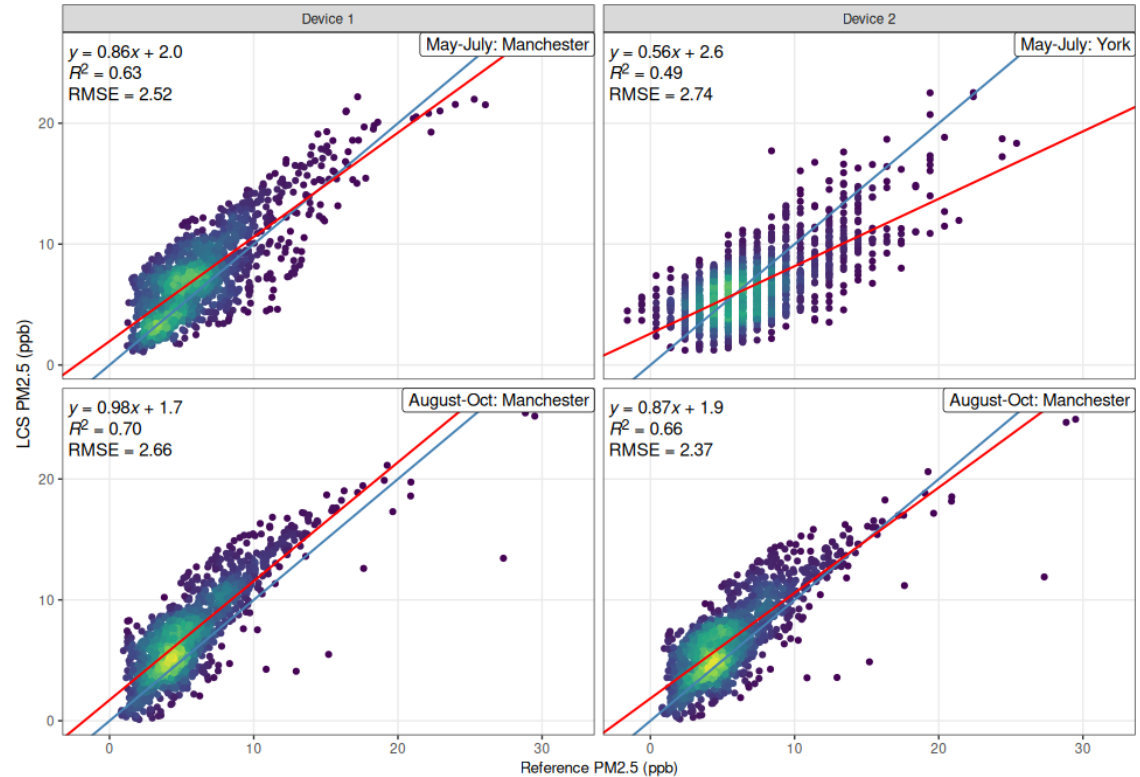 Device 1
Device 2
y = 0.86x + 2.0
R² = 0.63
RMSE = 2.52
May-July: Manchester
y = 0.56x + 2.6
R² = 0.49
RMSE = 2.74
May-July: York
20
10
0
y = 0.98x + 1.7
R² = 0.70
RMSE = 2.66
August-Oct: Manchester
y = 0.87x + 1.9
R² = 0.66
RMSE = 2.37
August-Oct: Manchester
20
10
0
LCS PM2.5 (ppb)
0 10 20 30
0 10 20 30
Reference PM2.5 (ppb)